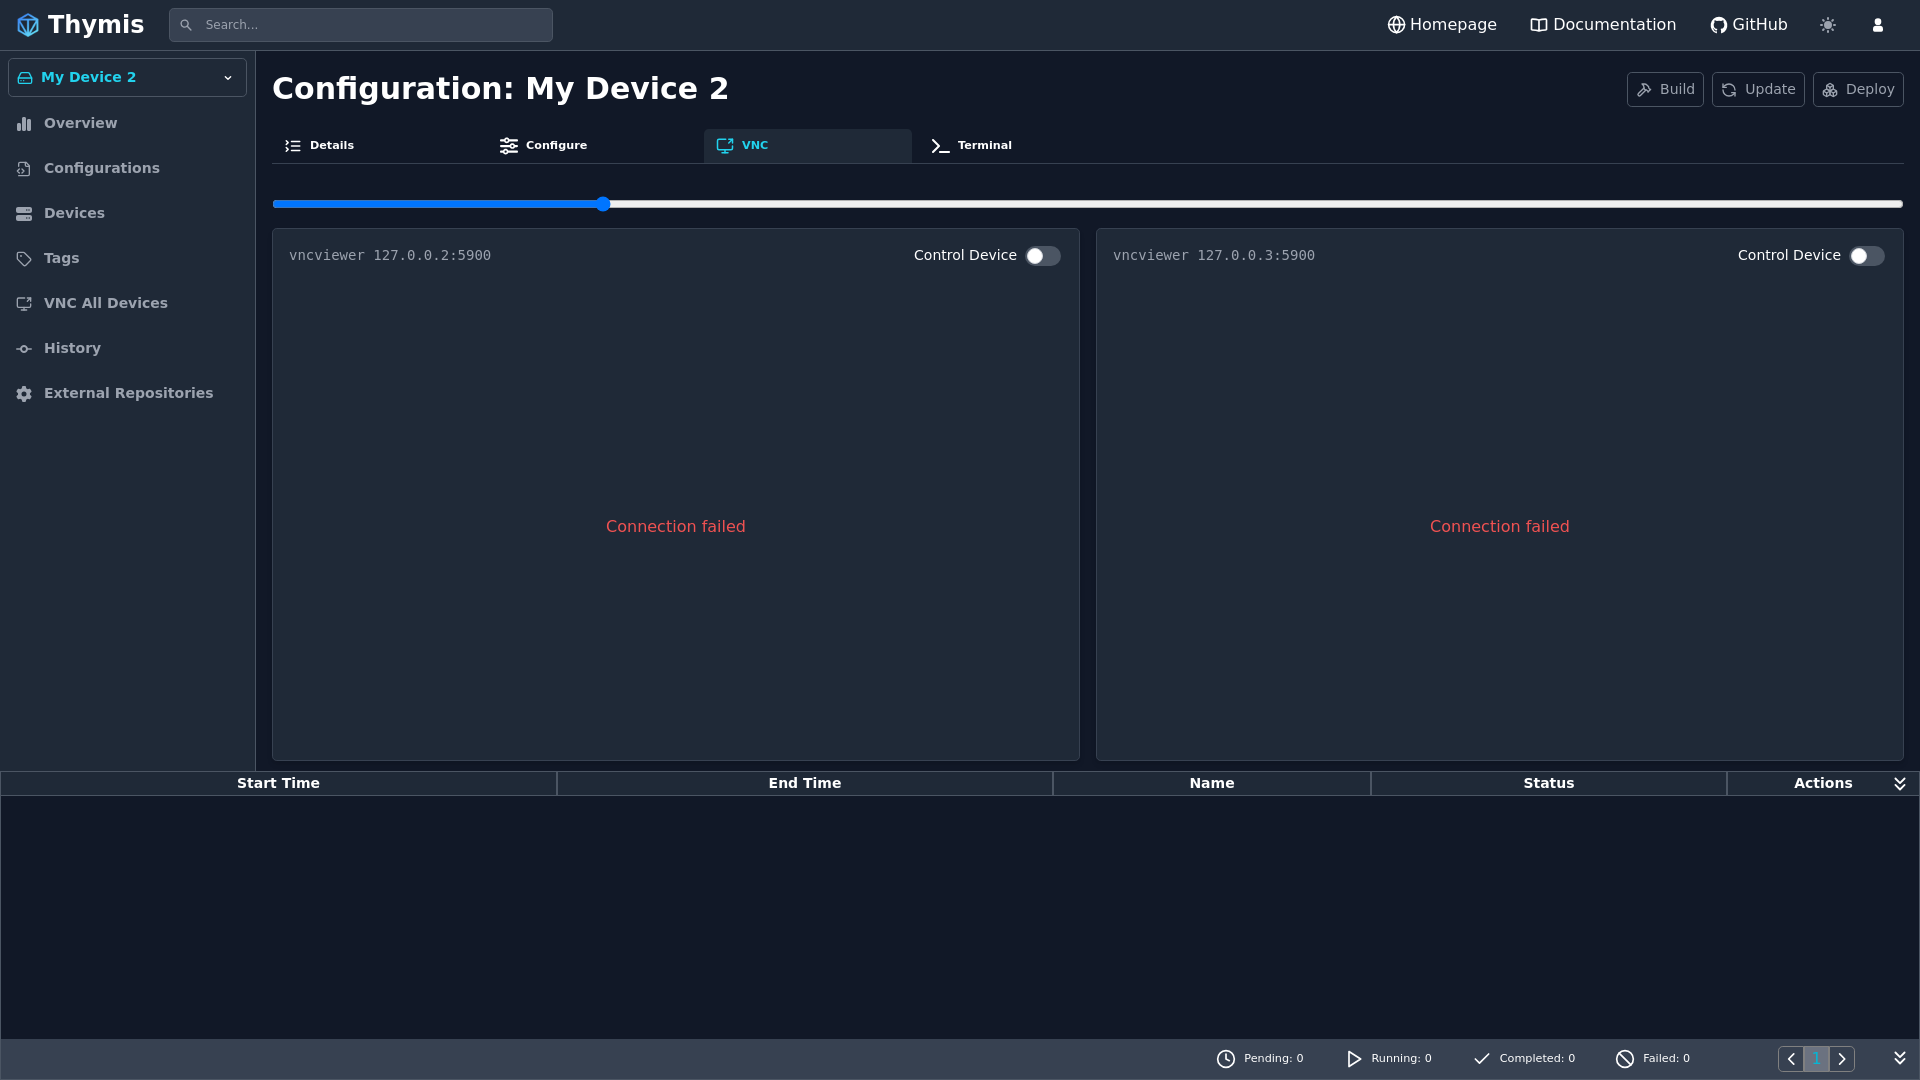 Thymis
Search...
Homepage
Documentation
GitHub
My Device 2
Overview
Configurations
Devices
Tags
VNC All Devices
History
External Repositories
Configuration: My Device 2
Build
Update
Deploy
Details
Configure
VNC
Terminal
vncviewer 127.0.0.2:5900
Control Device
Connection failed
vncviewer 127.0.0.3:5900
Control Device
Connection failed
Start Time
End Time
Name
Status
Actions
Pending: 0
Running: 0
Completed: 0
Failed: 0
1